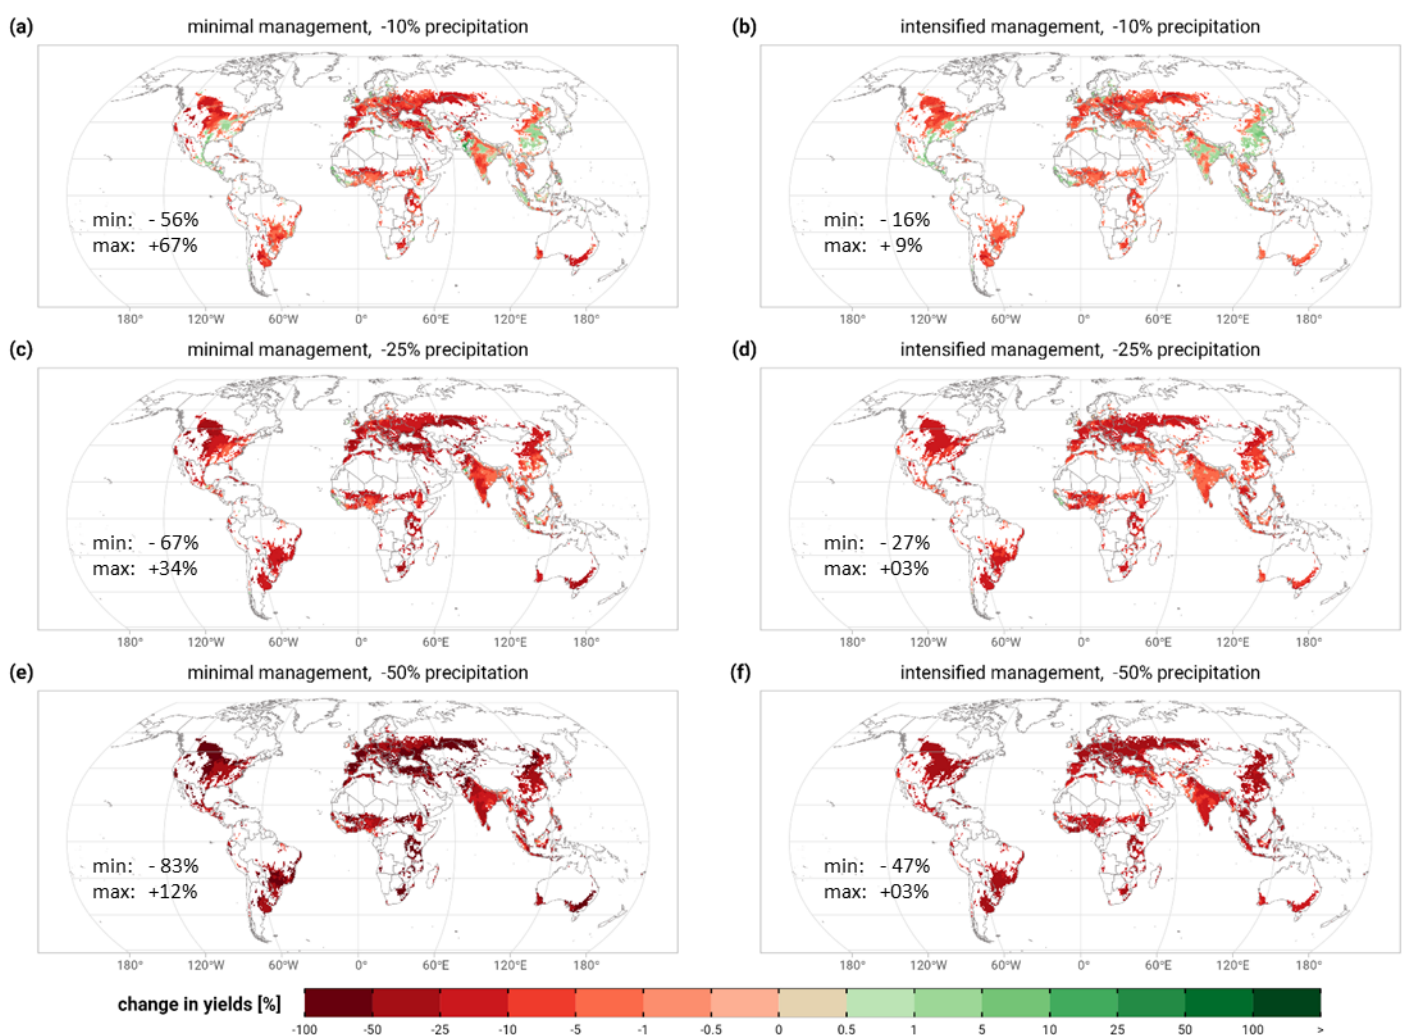 (a) minimal management, -10% precipitation
(b) intensified management, -10% precipitation
min: - 56%
max: +67%
min: - 16%
max: + 9%
180° 120°W 60°W 0° 60°E 120°E 180°
180° 120°W 60°W 0° 60°E 120°E 180°
(c) minimal management, -25% precipitation
(d) intensified management, -25% precipitation
min: - 67%
max: +34%
min: - 27%
max: +03%
180° 120°W 60°W 0° 60°E 120°E 180°
180° 120°W 60°W 0° 60°E 120°E 180°
(e) minimal management, -50% precipitation
(f) intensified management, -50% precipitation
min: - 83%
max: +12%
min: - 47%
max: +03%
180° 120°W 60°W 0° 60°E 120°E 180°
180° 120°W 60°W 0° 60°E 120°E 180°
change in yields [%]
-100 -50 -25 -10 -5 -1 -0.5 0 0.5 1 5 10 25 50 100 >